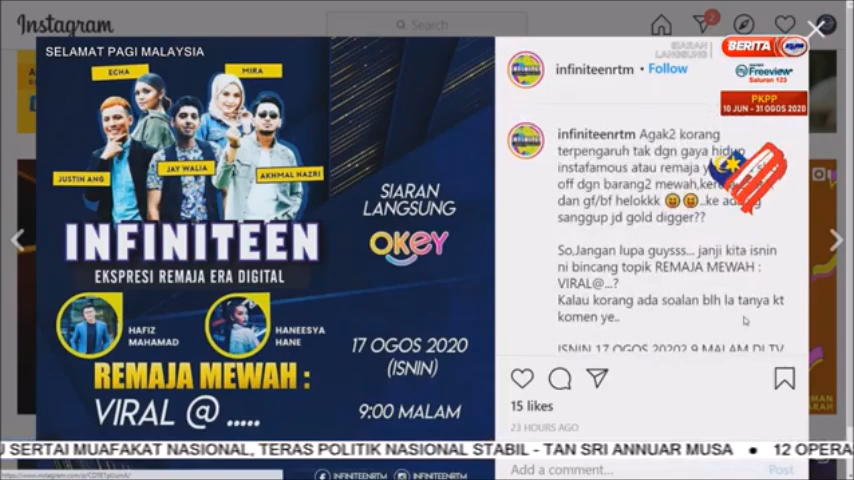 Instagram
Search
2
SELAMAT PAGI MALAYSIA
SIARAN
LANGSUNG
BERITA
Freeview
Saluran 123
PKPP
10 JUN - 31 OGOS 2020
ECHA
MIRA
JUSTIN ANG
JAY WALIA
AKHMAL NAZRI
INFINITEEN
EKSPRESI REMAJA ERA DIGITAL
HAFIZ
MAHAMAD
HANEESYA
HANE
REMAJA MEWAH :
VIRAL @ .....
SIARAN
LANGSUNG
OKEY
17 OGOS 2020
(ISNIN)
9:00 MALAM
INFINITEENRTM
INFINITEENRTM
infiniteenrtm • Follow
infiniteenrtm Agak2 korang
terpengaruh tak dgn gaya hidup
instafamous atau remaja
off dgn barang2 mewah,
dan gf/bf helokkk 😝😝..ke
sanggup jd gold digger??
So,Jangan lupa guysss... janji kita isnin
ni bincang topik REMAJA MEWAH :
VIRAL@...?
Kalau korang ada soalan blh la tanya kt
komen ye..
ISNIN 17 OGOS 20202 9 MALAM DI TV
15 likes
23 HOURS AGO
Add a comment...
Post
SERTAI MUAFAKAT NASIONAL, TERAS POLITIK NASIONAL STABIL - TAN SRI ANNUAR MUSA • 12 OPERA